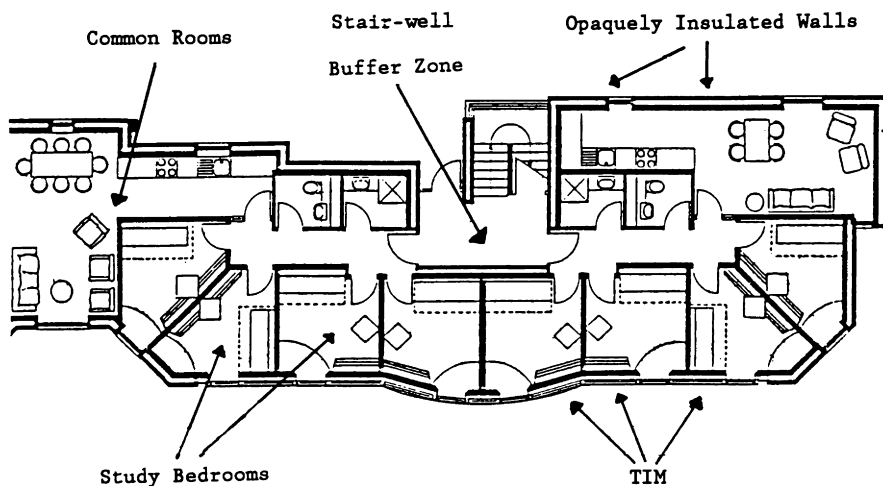 Stair-well
Opaquely Insulated Walls
Common Rooms
Buffer Zone
Study Bedrooms
TIM